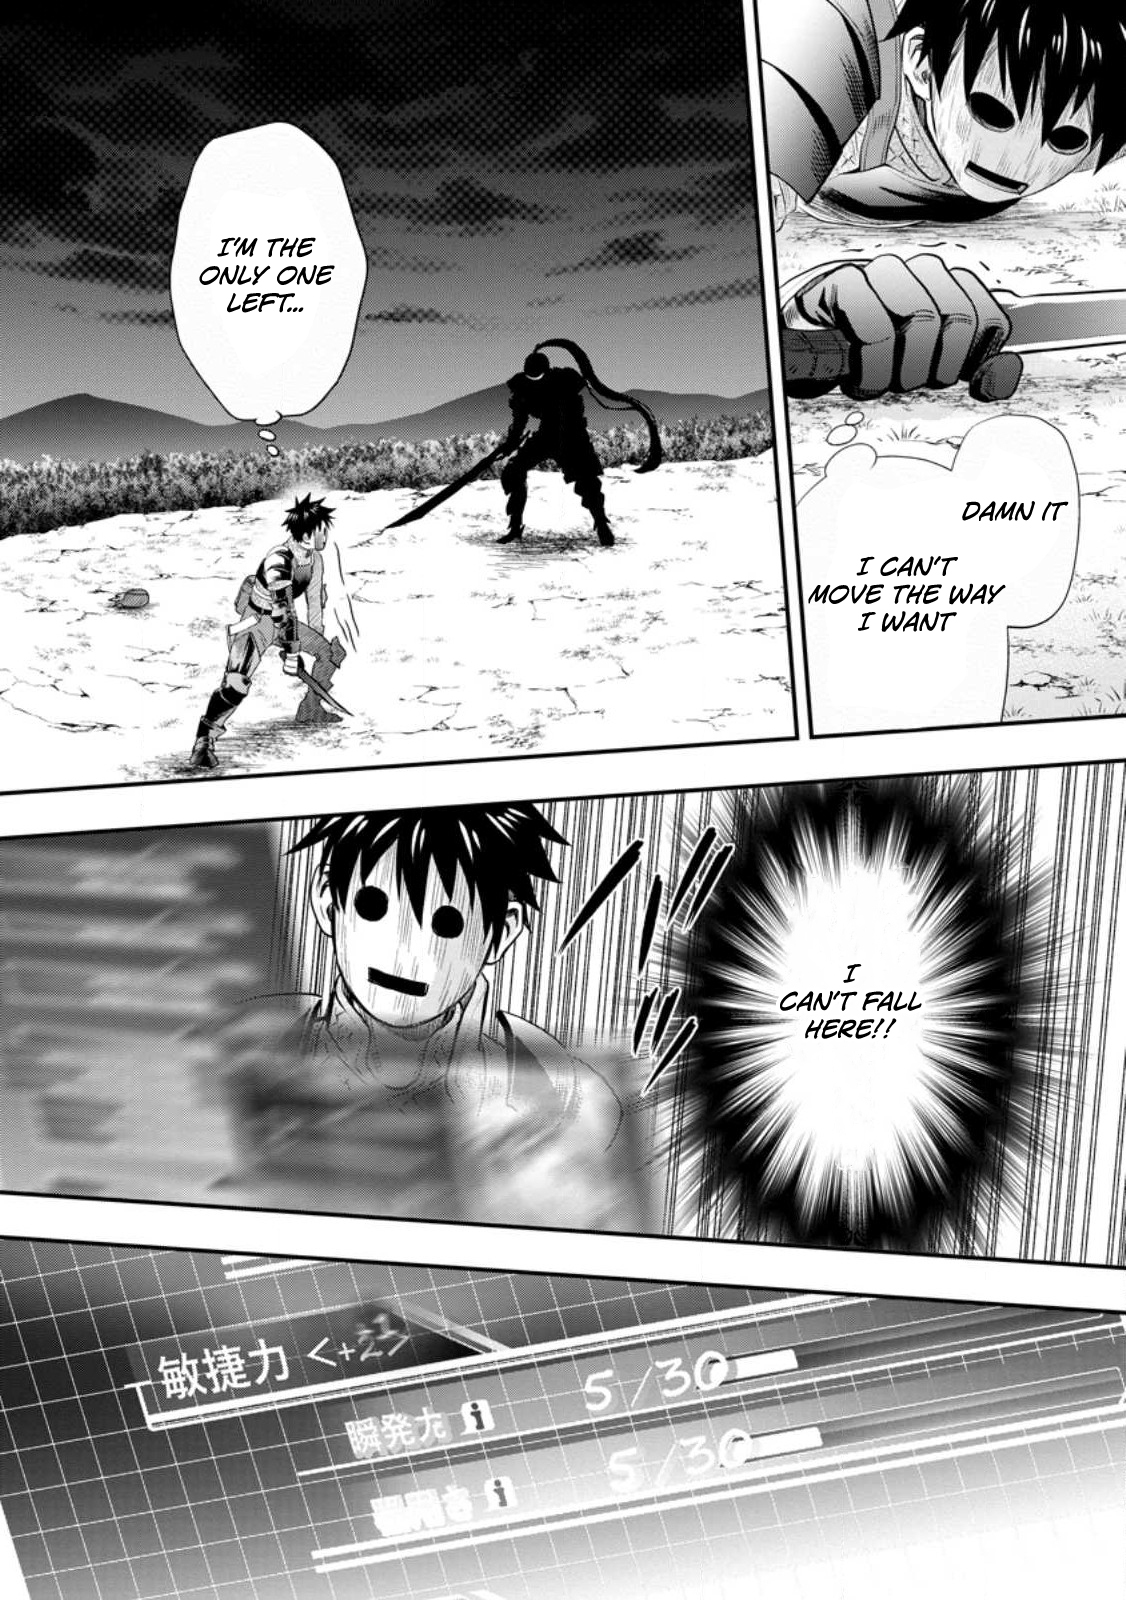 DAMN IT
I CAN'T
MOVE THE WAY
I WANT
I'M THE
ONLY ONE
LEFT...
I
CAN'T FALL
HERE!!
敏捷力
5/30
瞬発力 i
5/30
i